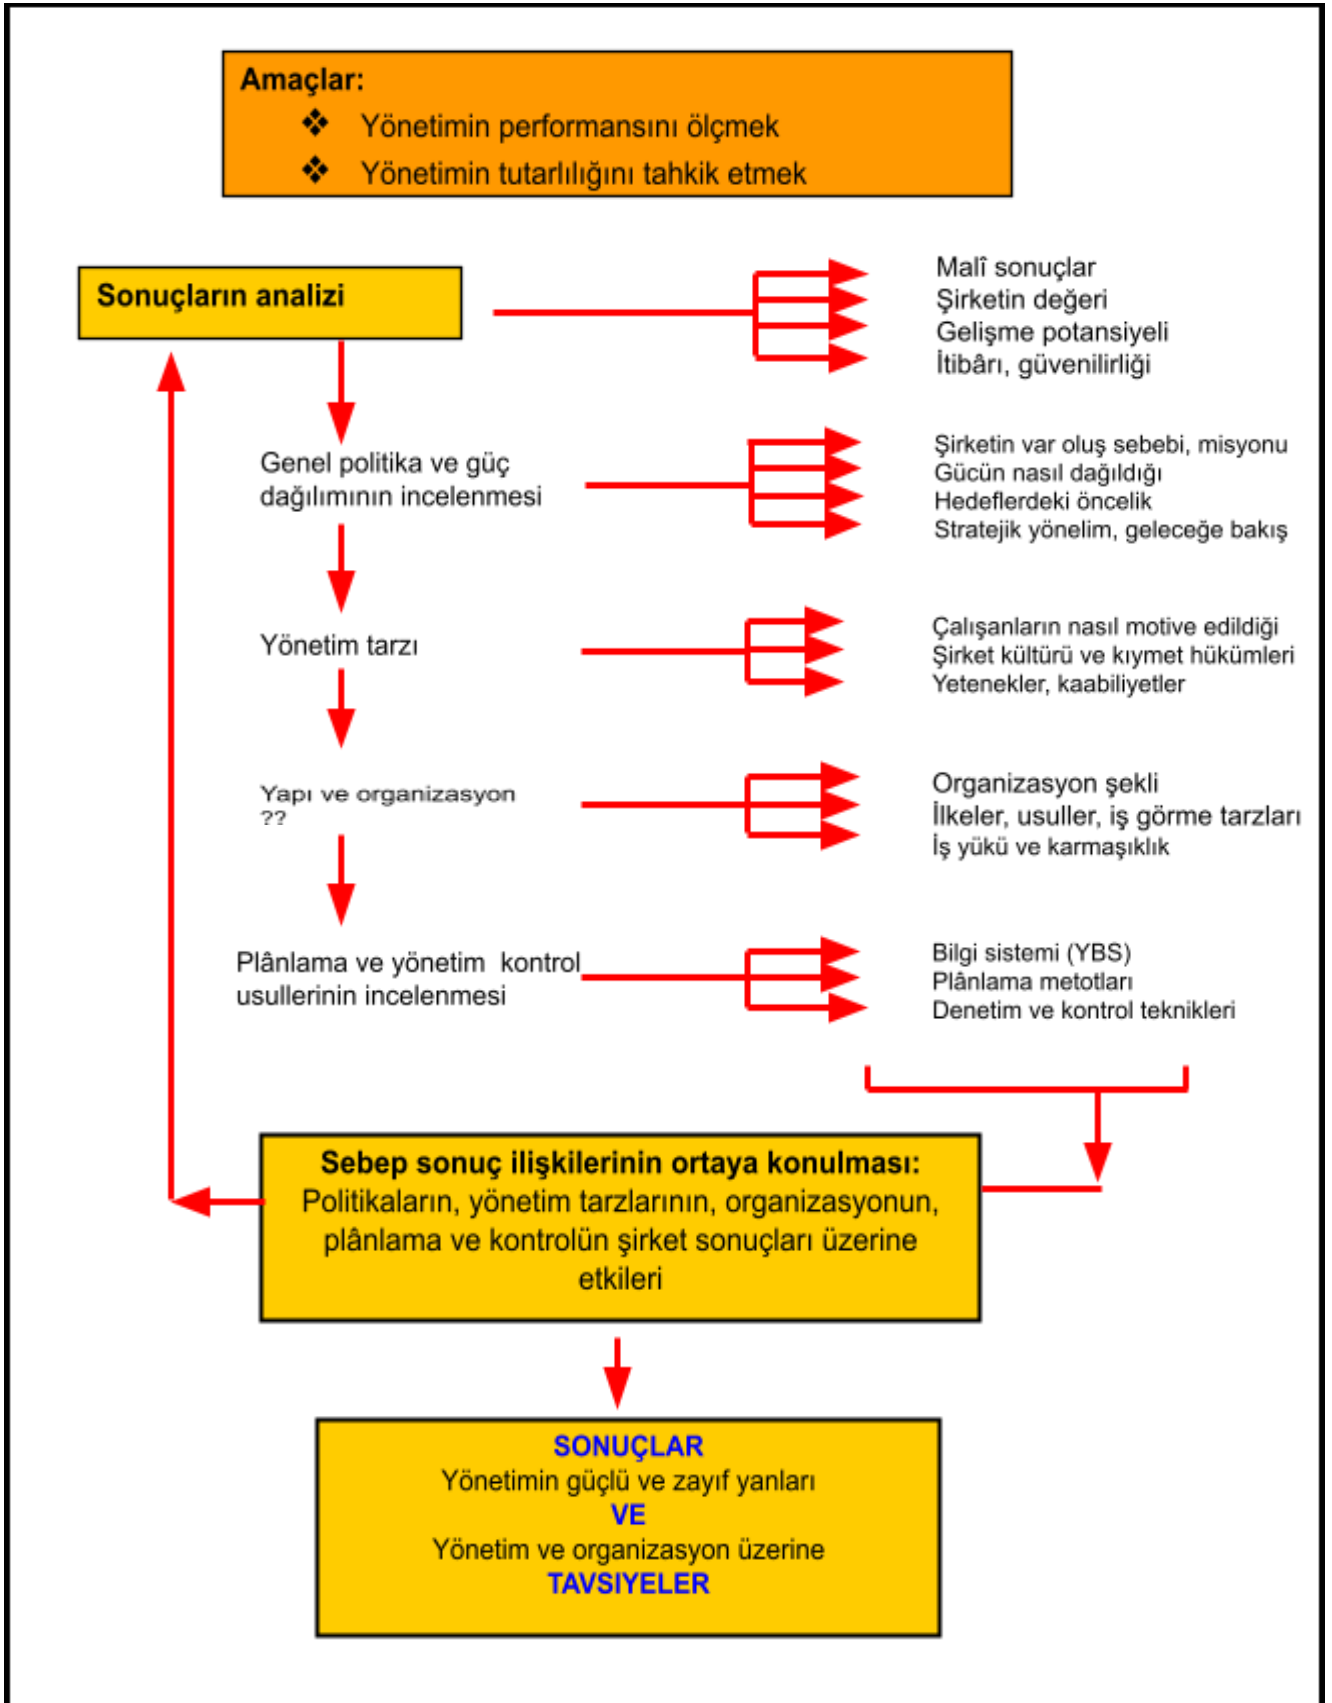 Amaçlar:
❖ Yönetimin performansını ölçmek
❖ Yönetimin tutarlılığını tahkik etmek
Sonuçların analizi
Malî sonuçlar
Şirketin değeri
Gelişme potansiyeli
İtibârı, güvenilirliği
Genel politika ve güç
dağılımının incelenmesi
Şirketin var oluş sebebi, misyonu
Gücün nasıl dağıldığı
Hedeflerdeki öncelik
Stratejik yönelim, geleceğe bakış
Yönetim tarzı
Çalışanların nasıl motive edildiği
Şirket kültürü ve kıymet hükümleri
Yetenekler, kaabiliyetler
Yapı ve organizasyon
??
Organizasyon şekli
İlkeler, usuller, iş görme tarzları
İş yükü ve karmaşıklık
Plânlama ve yönetim kontrol
usullerinin incelenmesi
Bilgi sistemi (YBS)
Plânlama metotları
Denetim ve kontrol teknikleri
Sebep sonuç ilişkilerinin ortaya konulması:
Politikaların, yönetim tarzlarının, organizasyonun,
plânlama ve kontrolün şirket sonuçları üzerine
etkileri
SONUÇLAR
Yönetimin güçlü ve zayıf yanları
VE
Yönetim ve organizasyon üzerine
TAVSIYELER